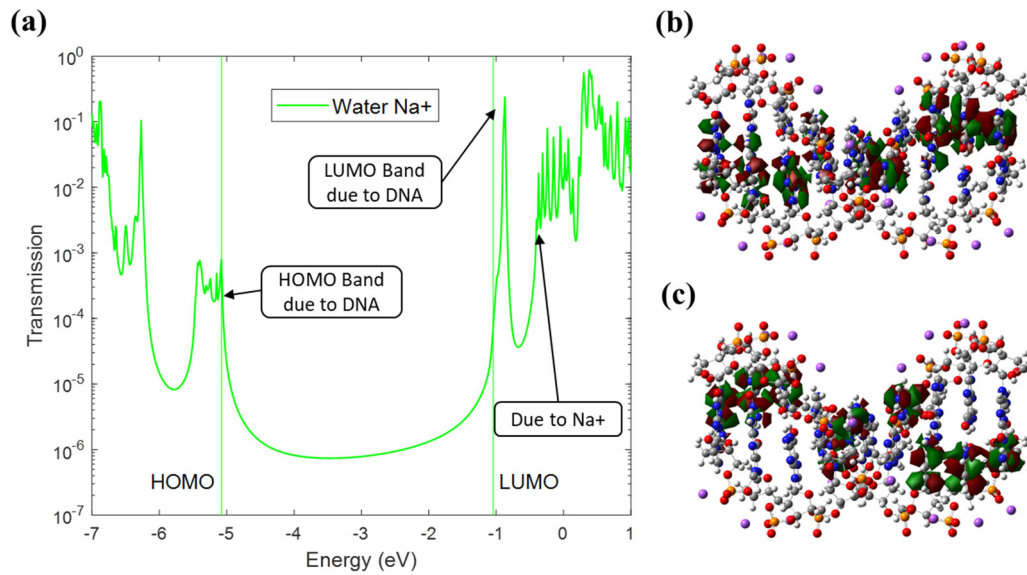 (a)
10^0
10^-1
10^-2
10^-3
10^-4
10^-5
10^-6
10^-7
Transmission
Water Na+
LUMO Band
due to DNA
HOMO Band
due to DNA
Due to Na+
HOMO
LUMO
-7 -6 -5 -4 -3 -2 -1 0 1
Energy (eV)
(b)
(c)